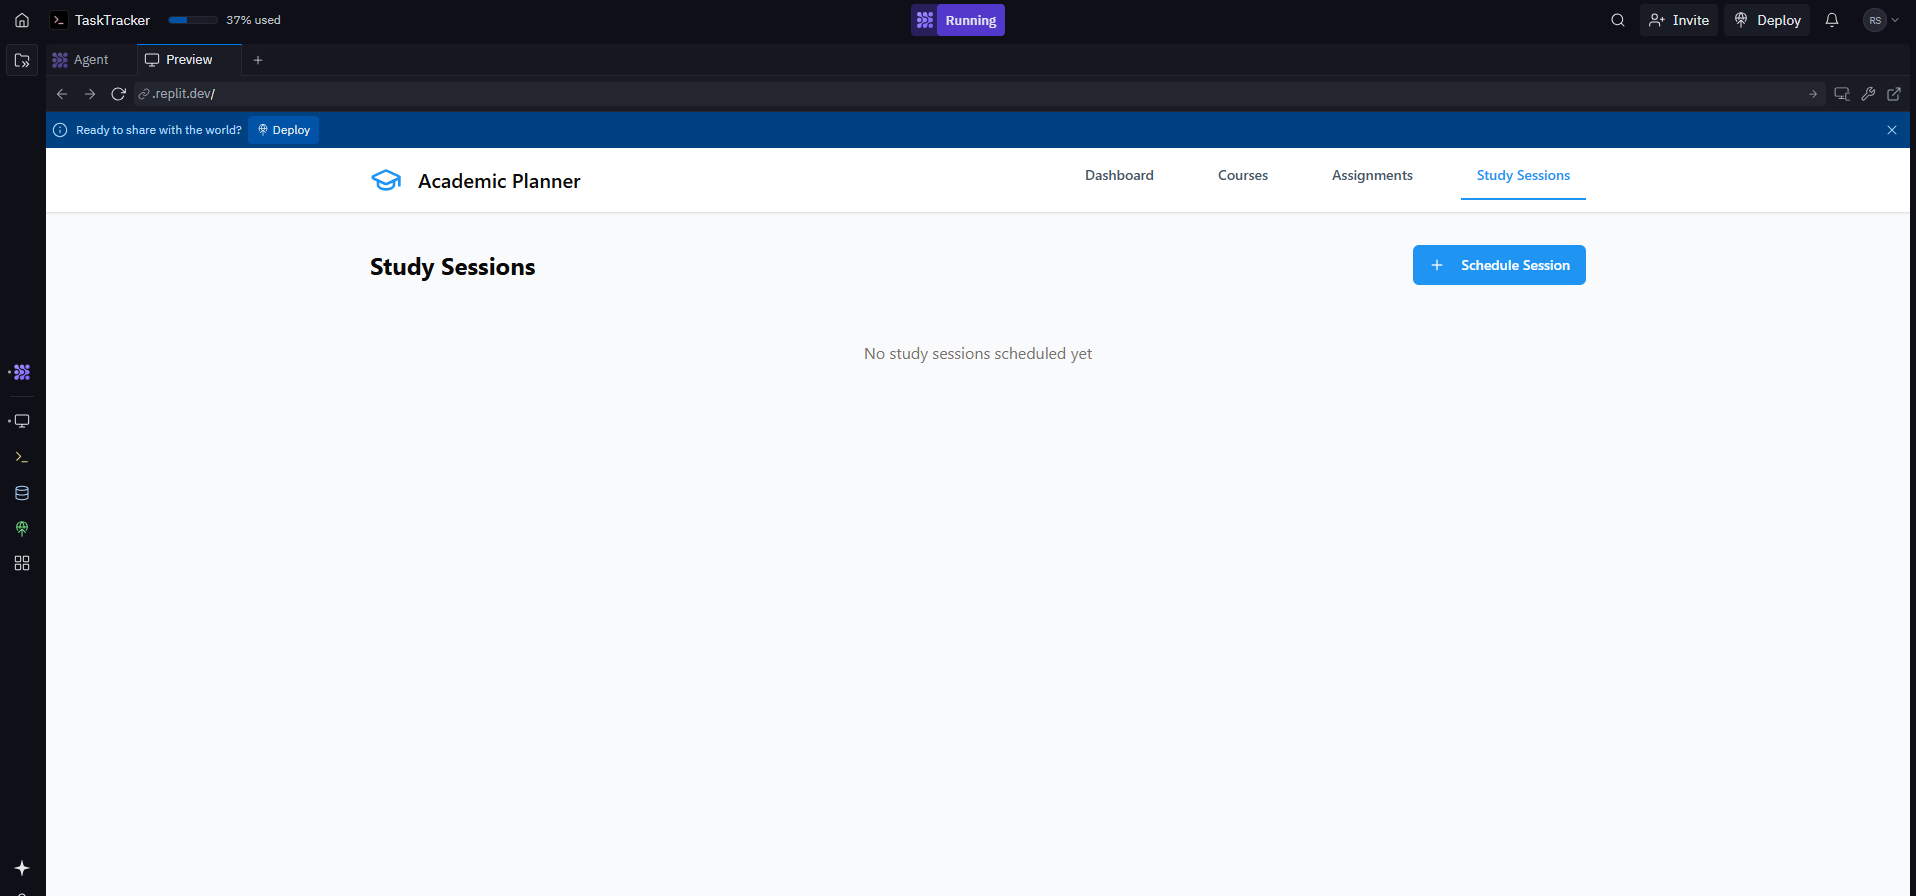 TaskTracker 37% used Running Invite Deploy RS
Agent Preview
.replit.dev/
Ready to share with the world? Deploy
Academic Planner Dashboard Courses Assignments Study Sessions
Study Sessions Schedule Session
No study sessions scheduled yet